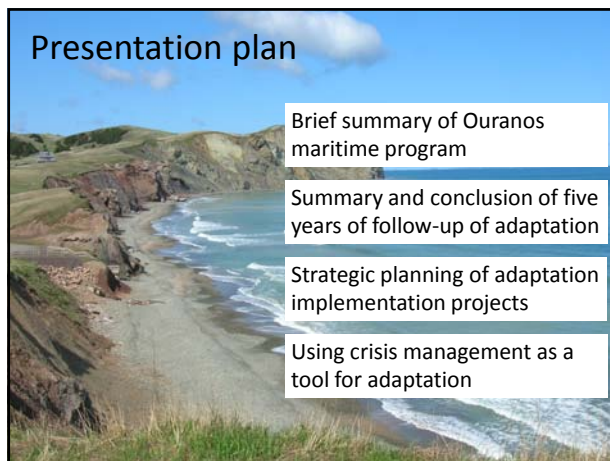 Presentation plan
Brief summary of Ouranos
maritime program
Summary and conclusion of five
years of follow-up of adaptation
Strategic planning of adaptation
implementation projects
Using crisis management as a
tool for adaptation